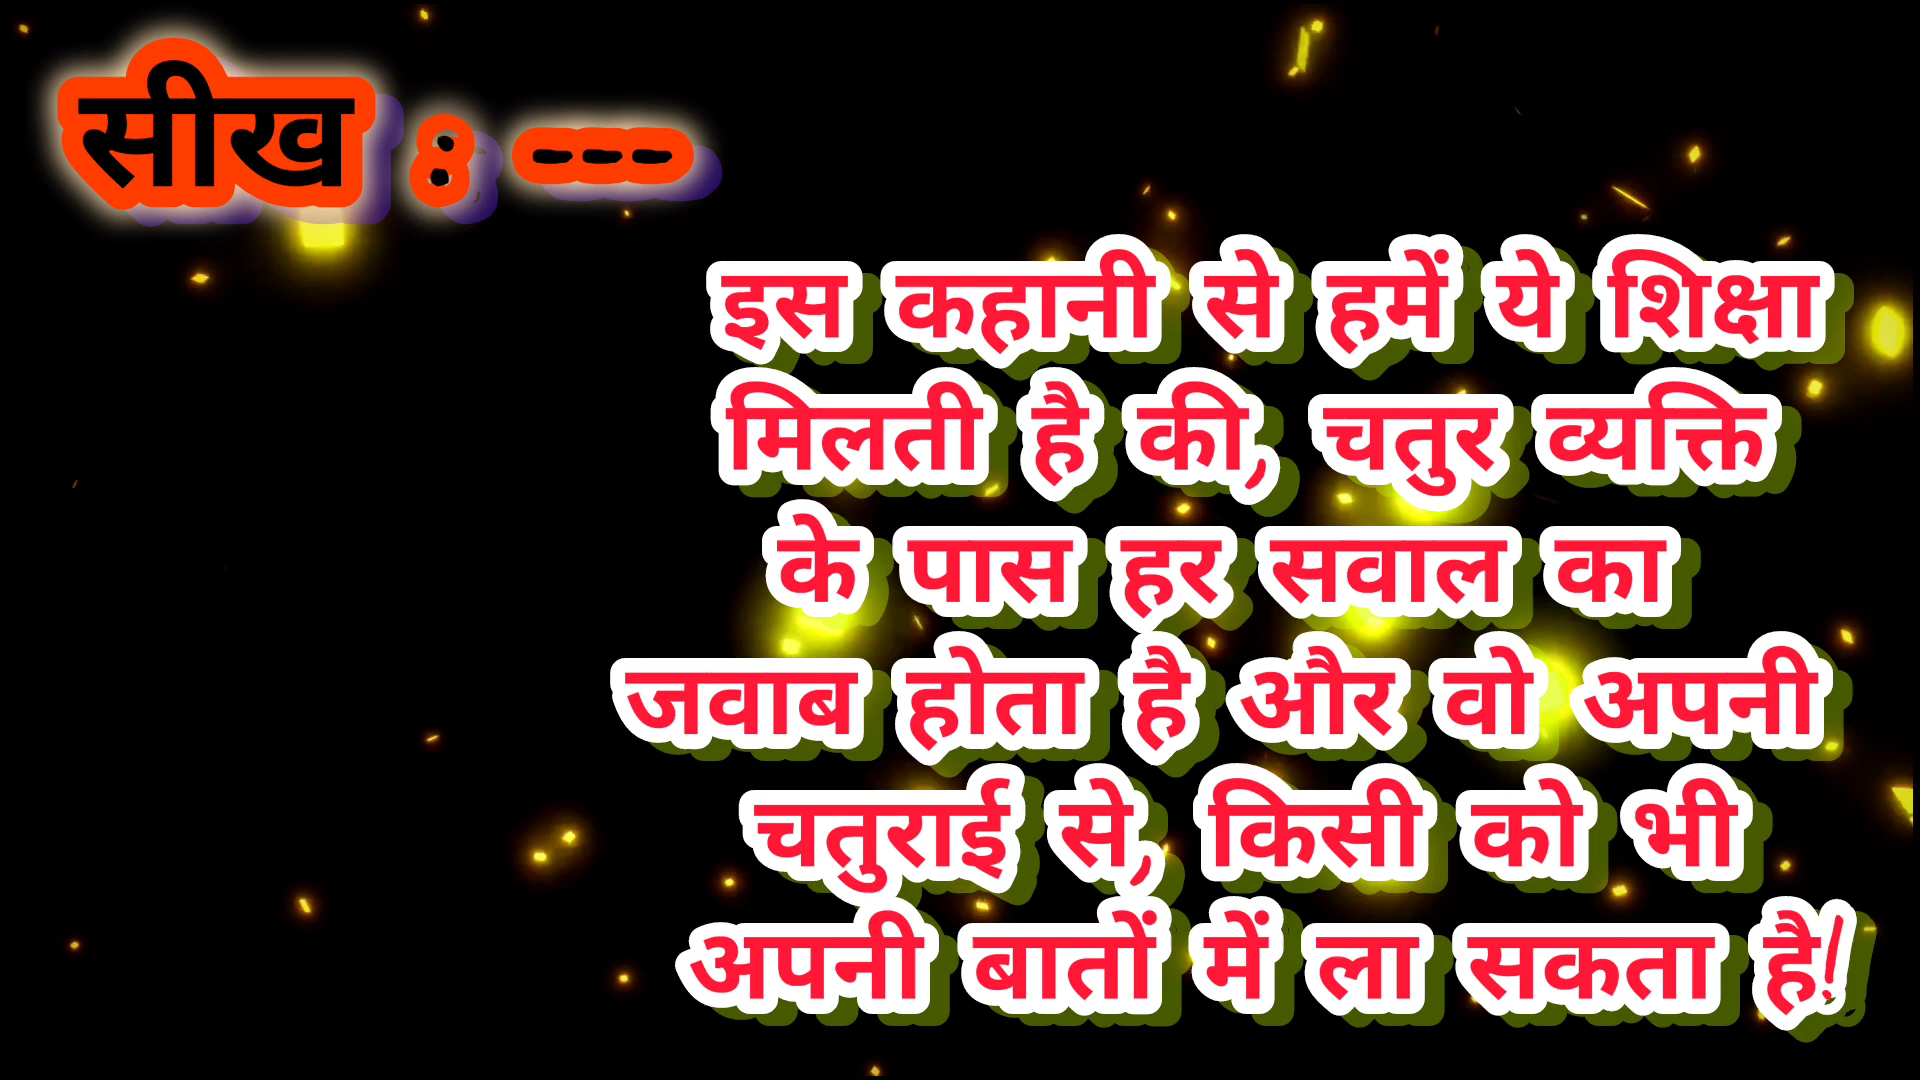 सीख : ---
इस कहानी से हमें ये शिक्षा
मिलती है की, चतुर व्यक्ति
के पास हर सवाल का
जवाब होता है और वो अपनी
चतुराई से, किसी को भी
अपनी बातों में ला सकता है!